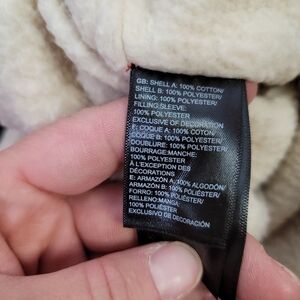 GB: SHELL A: 100% COTTON/
SHELL B: 100% POLYESTER/
LINING: 100% POLYESTER/
FILLING:SLEEVE:
100% POLYESTER
EXCLUSIVE OF DECORATION
F: COQUE A: 100% COTON/
COQUE B: 100% POLYESTER/
DOUBLURE: 100% POLYESTER/
BOURRAGE:MANCHE:
100% POLYESTER
À L'EXCEPTION DES
DÉCORATIONS
E: ARMAZÓN A: 100% ALGODÓN/
ARMAZÓN B: 100% POLIÉSTER/
FORRO: 100% POLIÉSTER/
RELLENO:MANGA:
100% POLIÉSTER
EXCLUSIVO DE DECORACIÓN